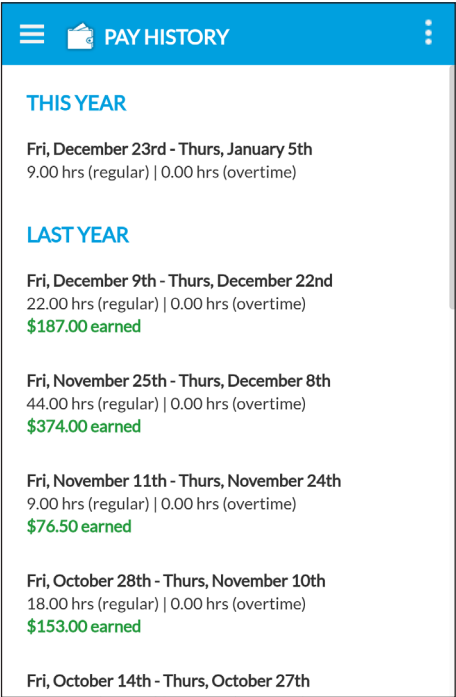 PAY HISTORY
THIS YEAR
Fri, December 23rd - Thurs, January 5th
9.00 hrs (regular) | 0.00 hrs (overtime)
LAST YEAR
Fri, December 9th - Thurs, December 22nd
22.00 hrs (regular) | 0.00 hrs (overtime)
$187.00 earned
Fri, November 25th - Thurs, December 8th
44.00 hrs (regular) | 0.00 hrs (overtime)
$374.00 earned
Fri, November 11th - Thurs, November 24th
9.00 hrs (regular) | 0.00 hrs (overtime)
$76.50 earned
Fri, October 28th - Thurs, November 10th
18.00 hrs (regular) | 0.00 hrs (overtime)
$153.00 earned
Fri, October 14th - Thurs, October 27th